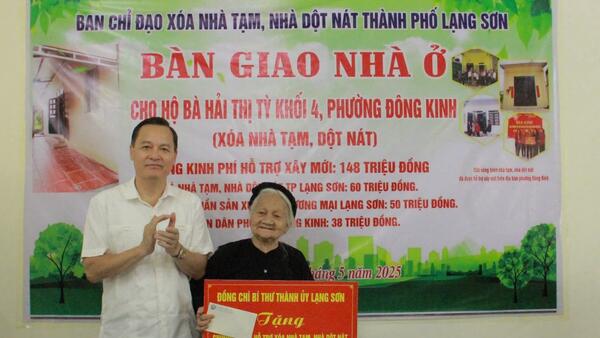 BAN CHỈ ĐẠO XÓA NHÀ TẠM, NHÀ DỘT NÁT THÀNH PHỐ LẠNG SƠN
BÀN GIAO NHÀ Ở
CHO HỘ BÀ HẢI THỊ TỲ KHỐI 4, PHƯỜNG ĐÔNG KINH
(XÓA NHÀ TẠM, DỘT NÁT)
KINH PHÍ HỖ TRỢ XÂY MỚI: 148 TRIỆU ĐỒNG
NHÀ TẠM, NHÀ TP LẠNG SƠN: 60 TRIỆU ĐỒNG.
SẢN MẠI LẠNG SƠN: 50 TRIỆU ĐỒNG.
DÂN KINH: 38 TRIỆU ĐỒNG.
tháng 5 năm 2025
ĐỒNG CHÍ BÍ THƯ THÀNH ỦY LẠNG SƠN
Tặng
HỖ TRỢ XÓA NHÀ TẠM, NHÀ DỘT NÁT